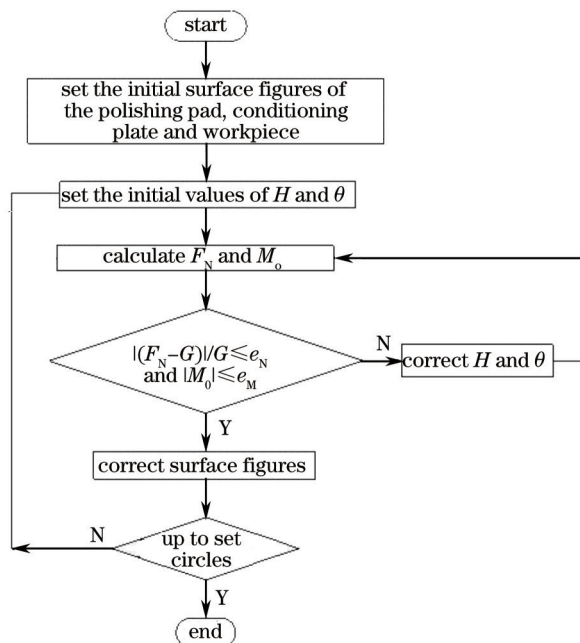 start
set the initial surface figures of
the polishing pad, conditioning
plate and workpiece
set the initial values of H and θ
calculate F_N and M_o
|(F_N−G)|/G≤e_N
and |M_0|≤e_M
N
correct H and θ
Y
correct surface figures
N
up to set
circles
Y
end